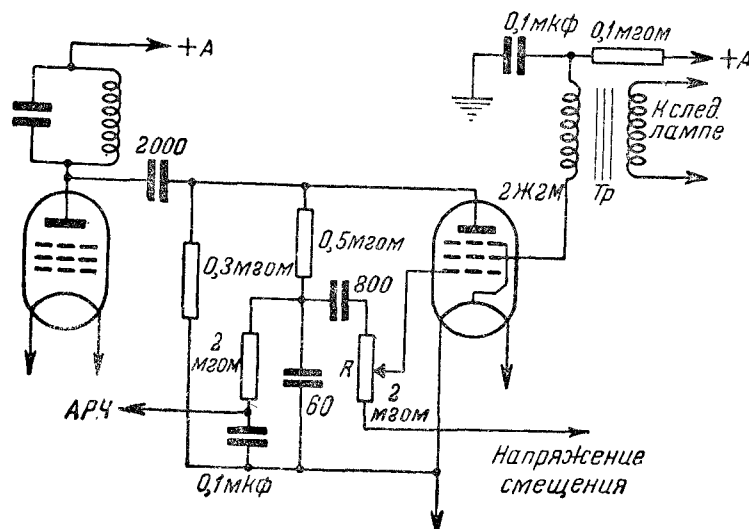 +А
0,1мкф
0,1мгом
+А
К след.
лампе
Тр
2000
2Ж2М
0,5мгом
0,3мгом
800
2
мгом
R
2
мгом
60
АРЧ
0,1мкф
Напряжение
смещения